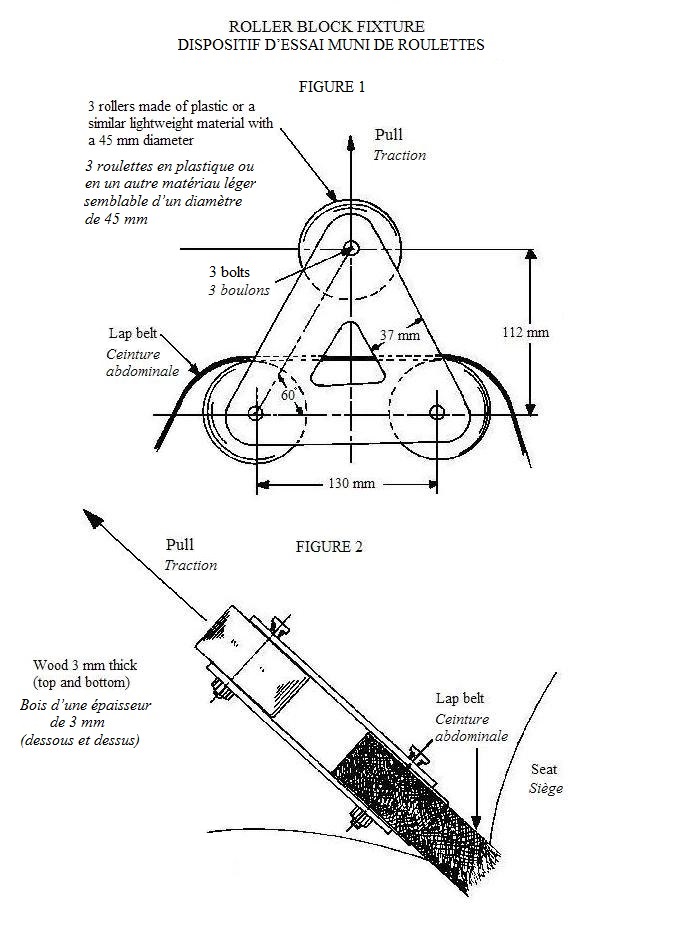 ROLLER BLOCK FIXTURE
DISPOSITIF D’ESSAI MUNI DE ROULETTES
FIGURE 1
3 rollers made of plastic or a
similar lightweight material with
a 45 mm diameter
3 roulettes en plastique ou
en un autre matériau léger
semblable d’un diamètre
de 45 mm
Pull
Traction
3 bolts
3 boulons
37 mm
112 mm
Lap belt
Ceinture
abdominale
60
130 mm
FIGURE 2
Pull
Traction
Wood 3 mm thick
(top and bottom)
Bois d’une épaisseur
de 3 mm
(dessous et dessus)
Lap belt
Ceinture
abdominale
Seat
Siège